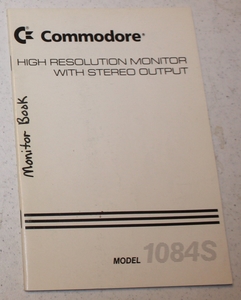 Commodore®
HIGH RESOLUTION MONITOR
WITH STEREO OUTPUT
Monitor Book
MODEL 1084S